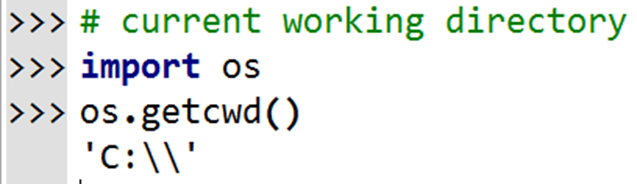 >>> # current working directory
>>> import os
>>> os.getcwd()
'C:\\'